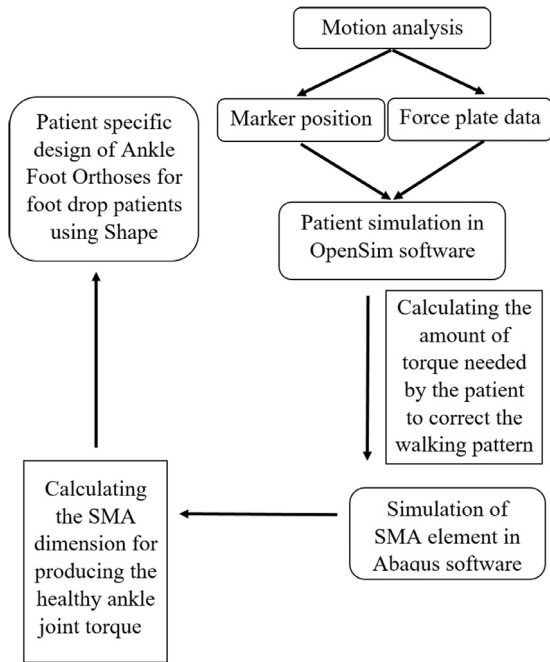 Motion analysis
Marker position
Force plate data
Patient simulation in
OpenSim software
Calculating the
amount of
torque needed
by the patient
to correct the
walking pattern
Simulation of
SMA element in
Abaqus software
Calculating
the SMA
dimension for
producing the
healthy ankle
joint torque
Patient specific
design of Ankle
Foot Orthoses for
foot drop patients
using Shape